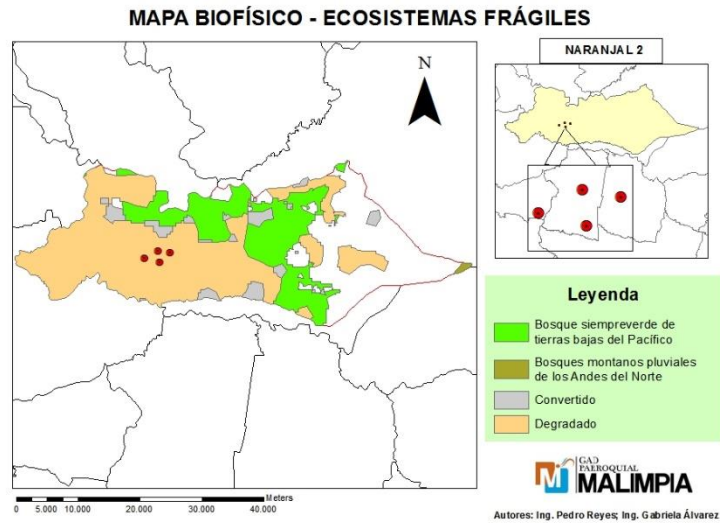 MAPA BIOFÍSICO - ECOSISTEMAS FRÁGILES
N
NARANJAL 2
Leyenda
Bosque siempreverde de
tierras bajas del Pacífico
Bosques montanos pluviales
de los Andes del Norte
Convertido
Degradado
Meters
0 5.000 10.000 20.000 30.000 40.000
GAD
PAEROQUIAL
MALIMPIA
Autores: Ing. Pedro Reyes; Ing. Gabriela Álvarez